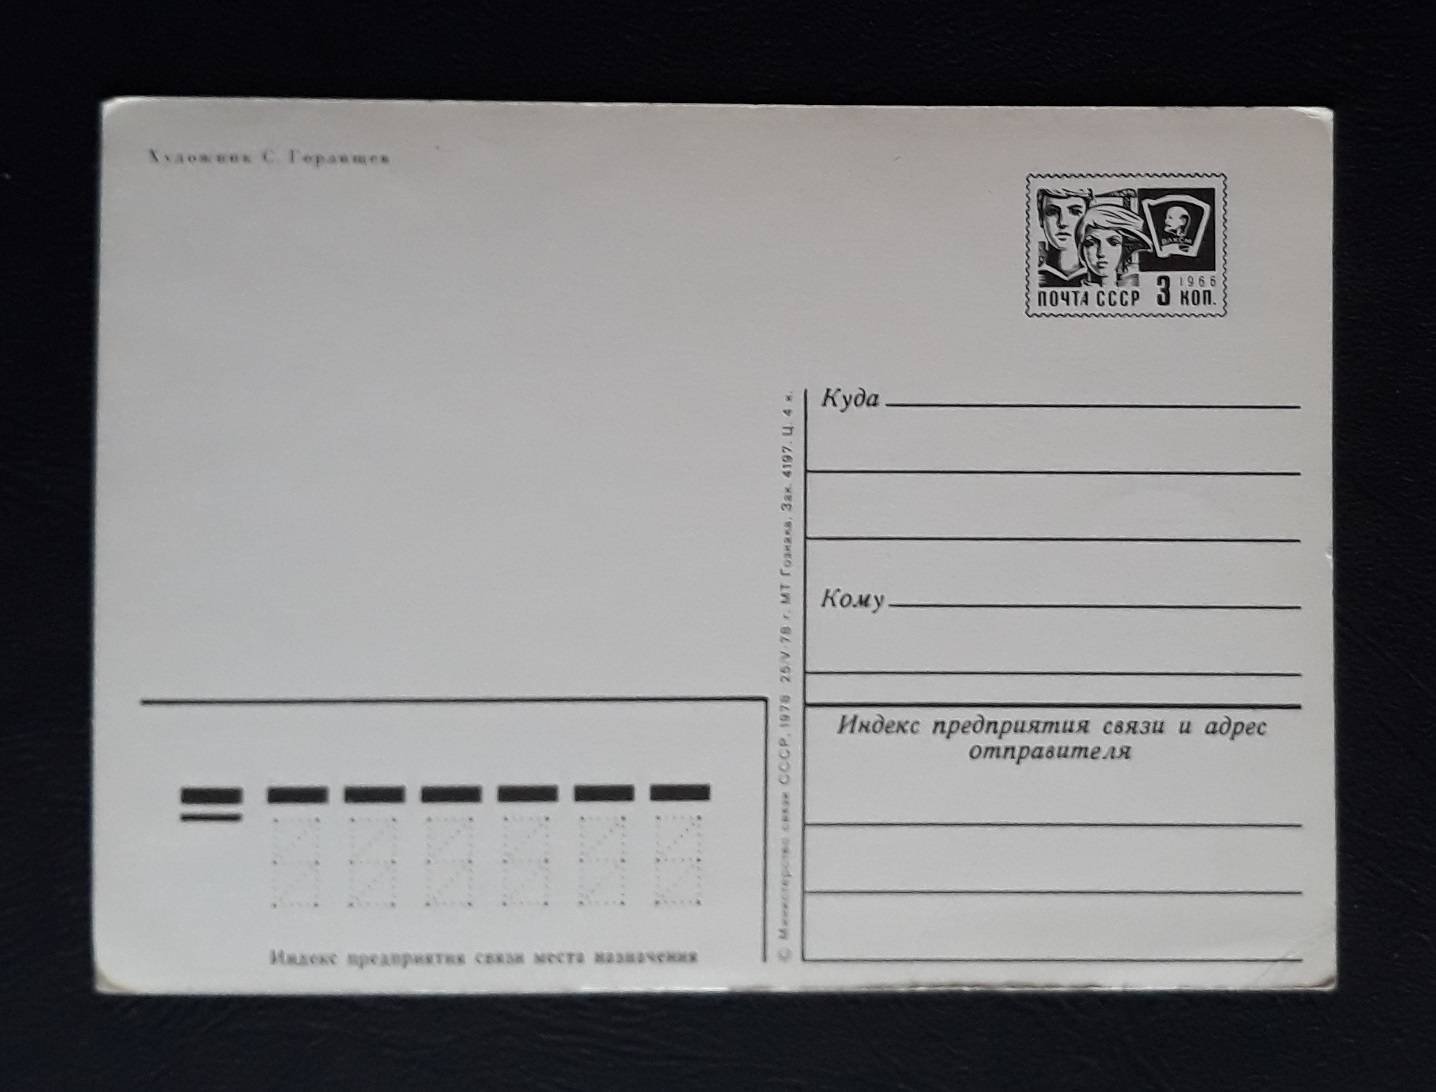 Художник С. Горлищев
ВЛКСМ
1966
ПОЧТА СССР 3 КОП.
Куда
Кому
Индекс предприятия связи и адрес
отправителя
© Министерство связи СССР, 1978 25/V-78 г. МТ Гознака. Зак. 4197. Ц. 4 к.
Индекс предприятия связи места назначения